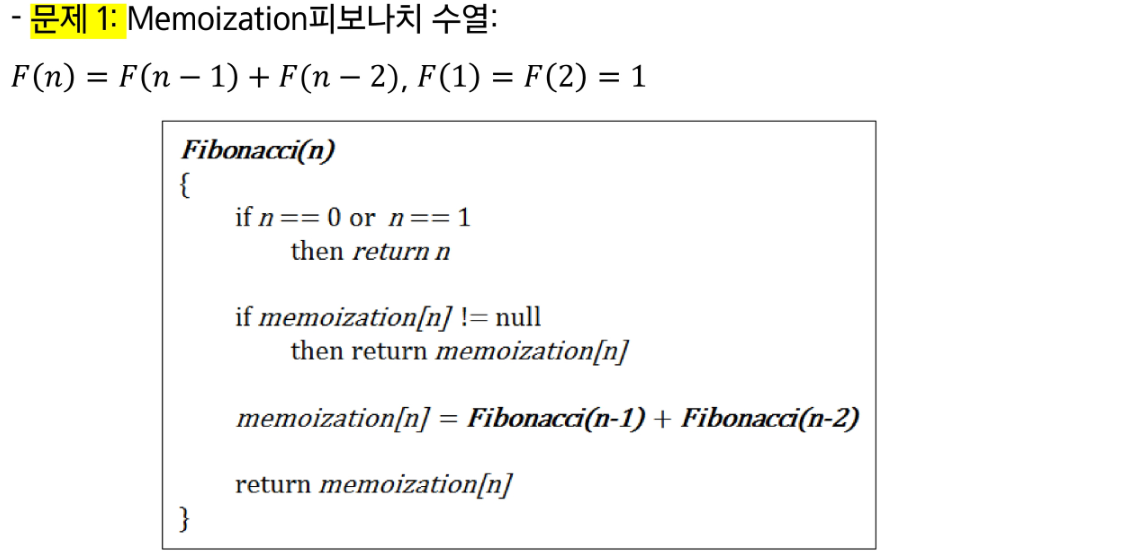 - 문제 1: Memoization피보나치 수열:
F(n) = F(n − 1) + F(n − 2), F(1) = F(2) = 1
Fibonacci(n)
{
if n == 0 or n == 1
then return n
if memoization[n] != null
then return memoization[n]
memoization[n] = Fibonacci(n-1) + Fibonacci(n-2)
return memoization[n]
}